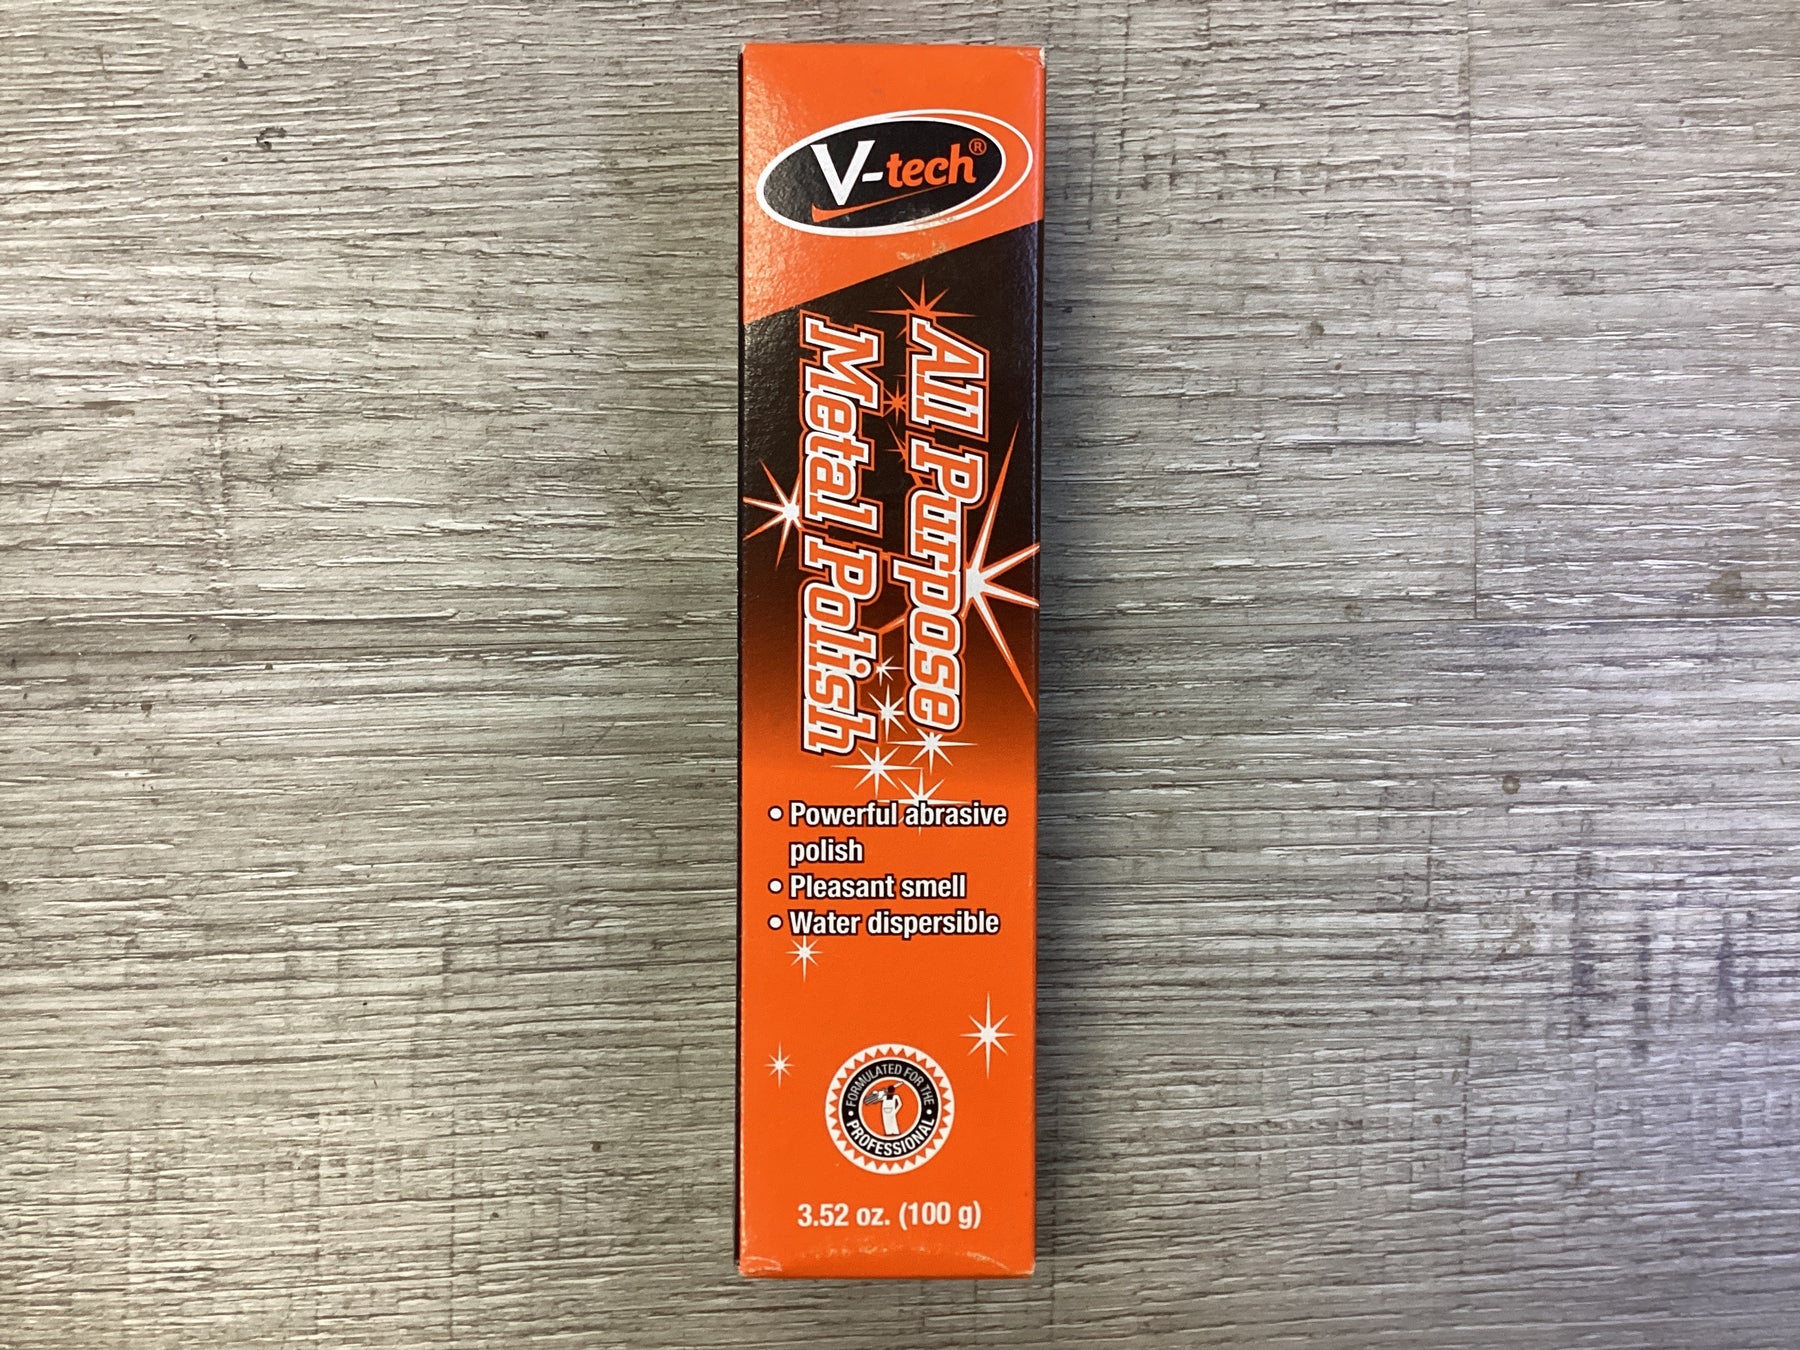 V-tech®
All Purpose
Metal Polish
• Powerful abrasive
polish
• Pleasant smell
• Water dispersible
• FORMULATED FOR THE •
PROFESSIONAL
3.52 oz. (100 g)